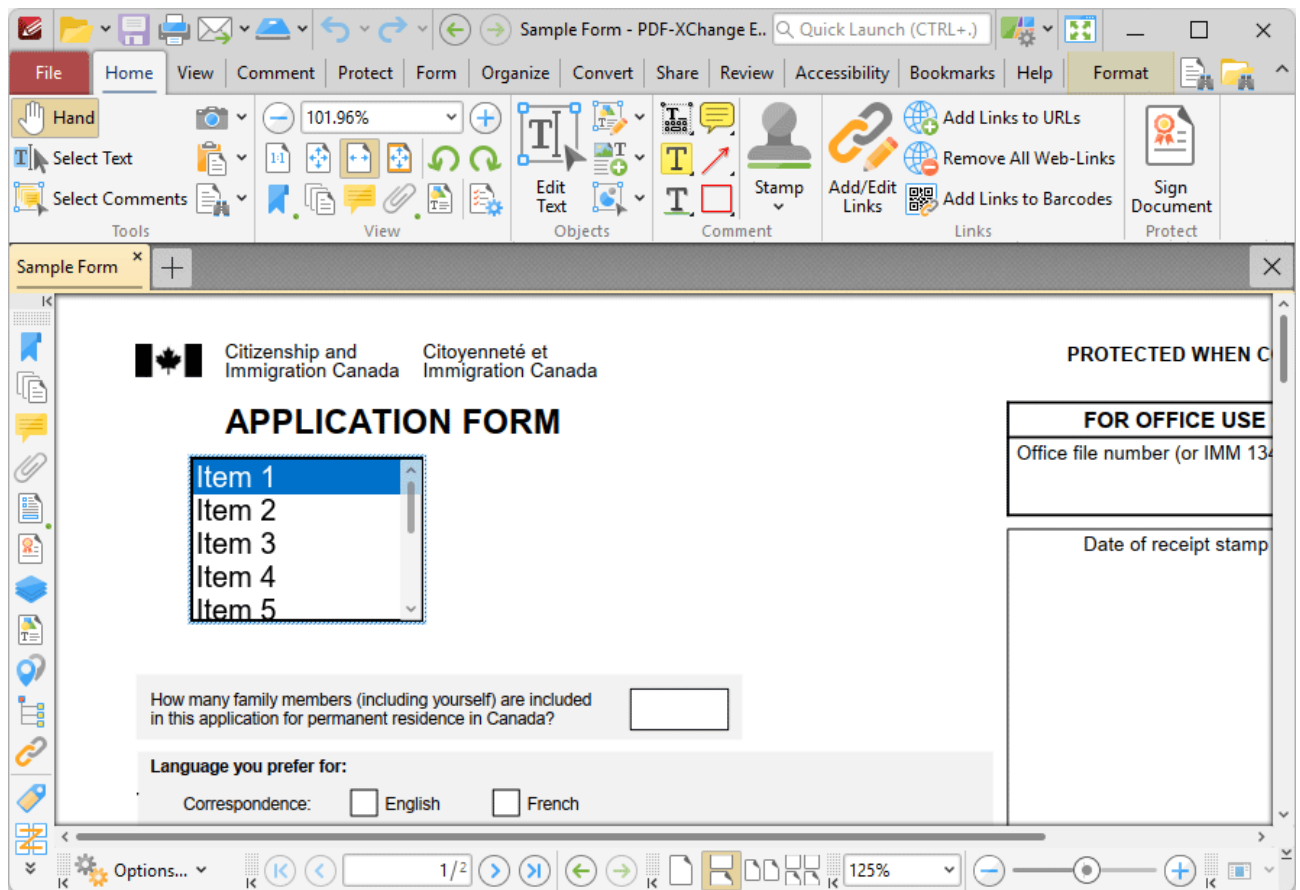 Sample Form - PDF-XChange E..
Quick Launch (CTRL+.)
File Home View Comment Protect Form Organize Convert Share Review Accessibility Bookmarks Help Format
Hand
Select Text
Select Comments
Tools
101.96%
1:1
View
Edit
Text
Objects
Comment
Stamp
Add/Edit
Links
Add Links to URLs
Remove All Web-Links
Add Links to Barcodes
Links
Sign
Document
Protect
Sample Form
Citizenship and
Immigration Canada
Citoyenneté et
Immigration Canada
PROTECTED WHEN C
APPLICATION FORM
FOR OFFICE USE
Office file number (or IMM 134
Item 1
Item 2
Item 3
Item 4
Item 5
Date of receipt stamp
How many family members (including yourself) are included
in this application for permanent residence in Canada?
Language you prefer for:
Correspondence: English French
Options... 1/2 125%